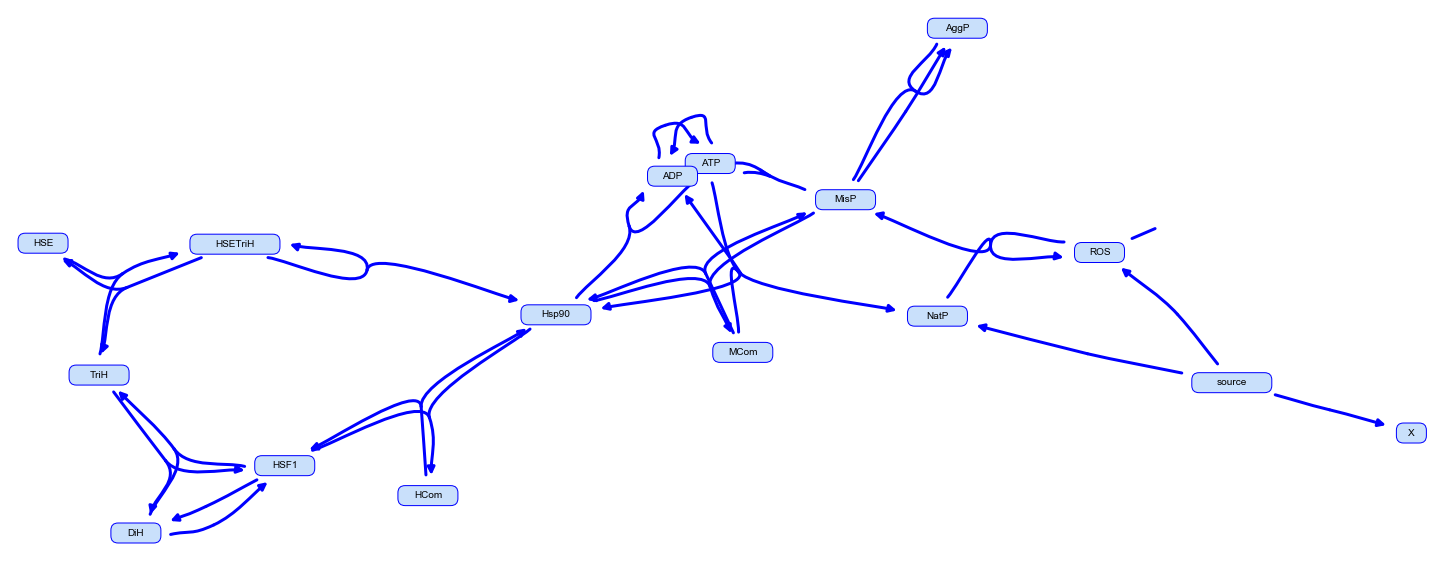 AggP
ATP
ADP
MisP
HSE
HSETriH
ROS
Hsp90
NatP
MCom
TriH
source
X
HSF1
HCom
DiH